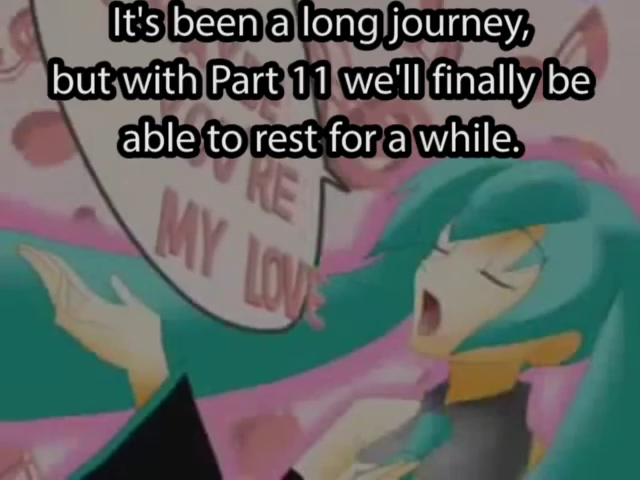 It's been a long journey,
but with Part 11 we'll finally be
able to rest for a while.
YOU'RE
MY LOVE